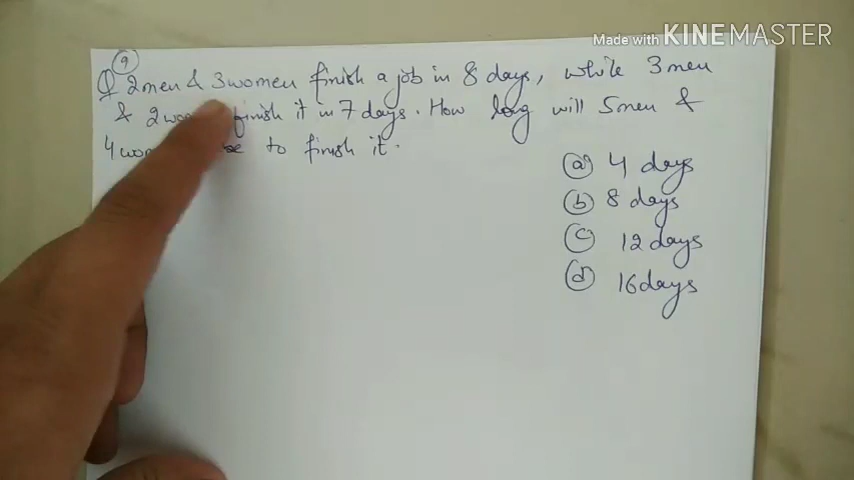 Made with KINEMASTER
9
Q 2men & 3women finish a job in 8 days, while 3men
& 2 finish it in 7 days. How long will 5men &
4 to finish it.
(a) 4 days
(b) 8 days
(c) 12 days
(d) 16days